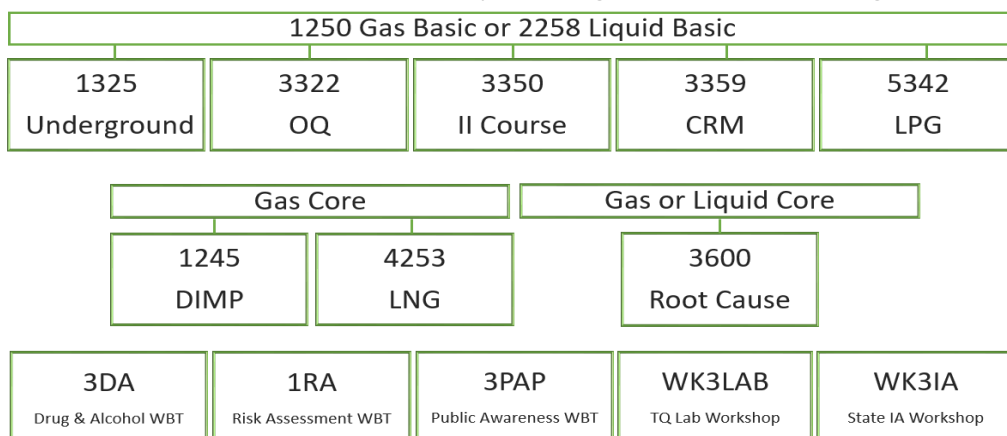 1250 Gas Basic or 2258 Liquid Basic
1325
Underground
3322
OQ
3350
II Course
3359
CRM
5342
LPG
Gas Core
Gas or Liquid Core
1245
DIMP
4253
LNG
3600
Root Cause
3DA
Drug & Alcohol WBT
1RA
Risk Assessment WBT
3PAP
Public Awareness WBT
WK3LAB
TQ Lab Workshop
WK3IA
State IA Workshop